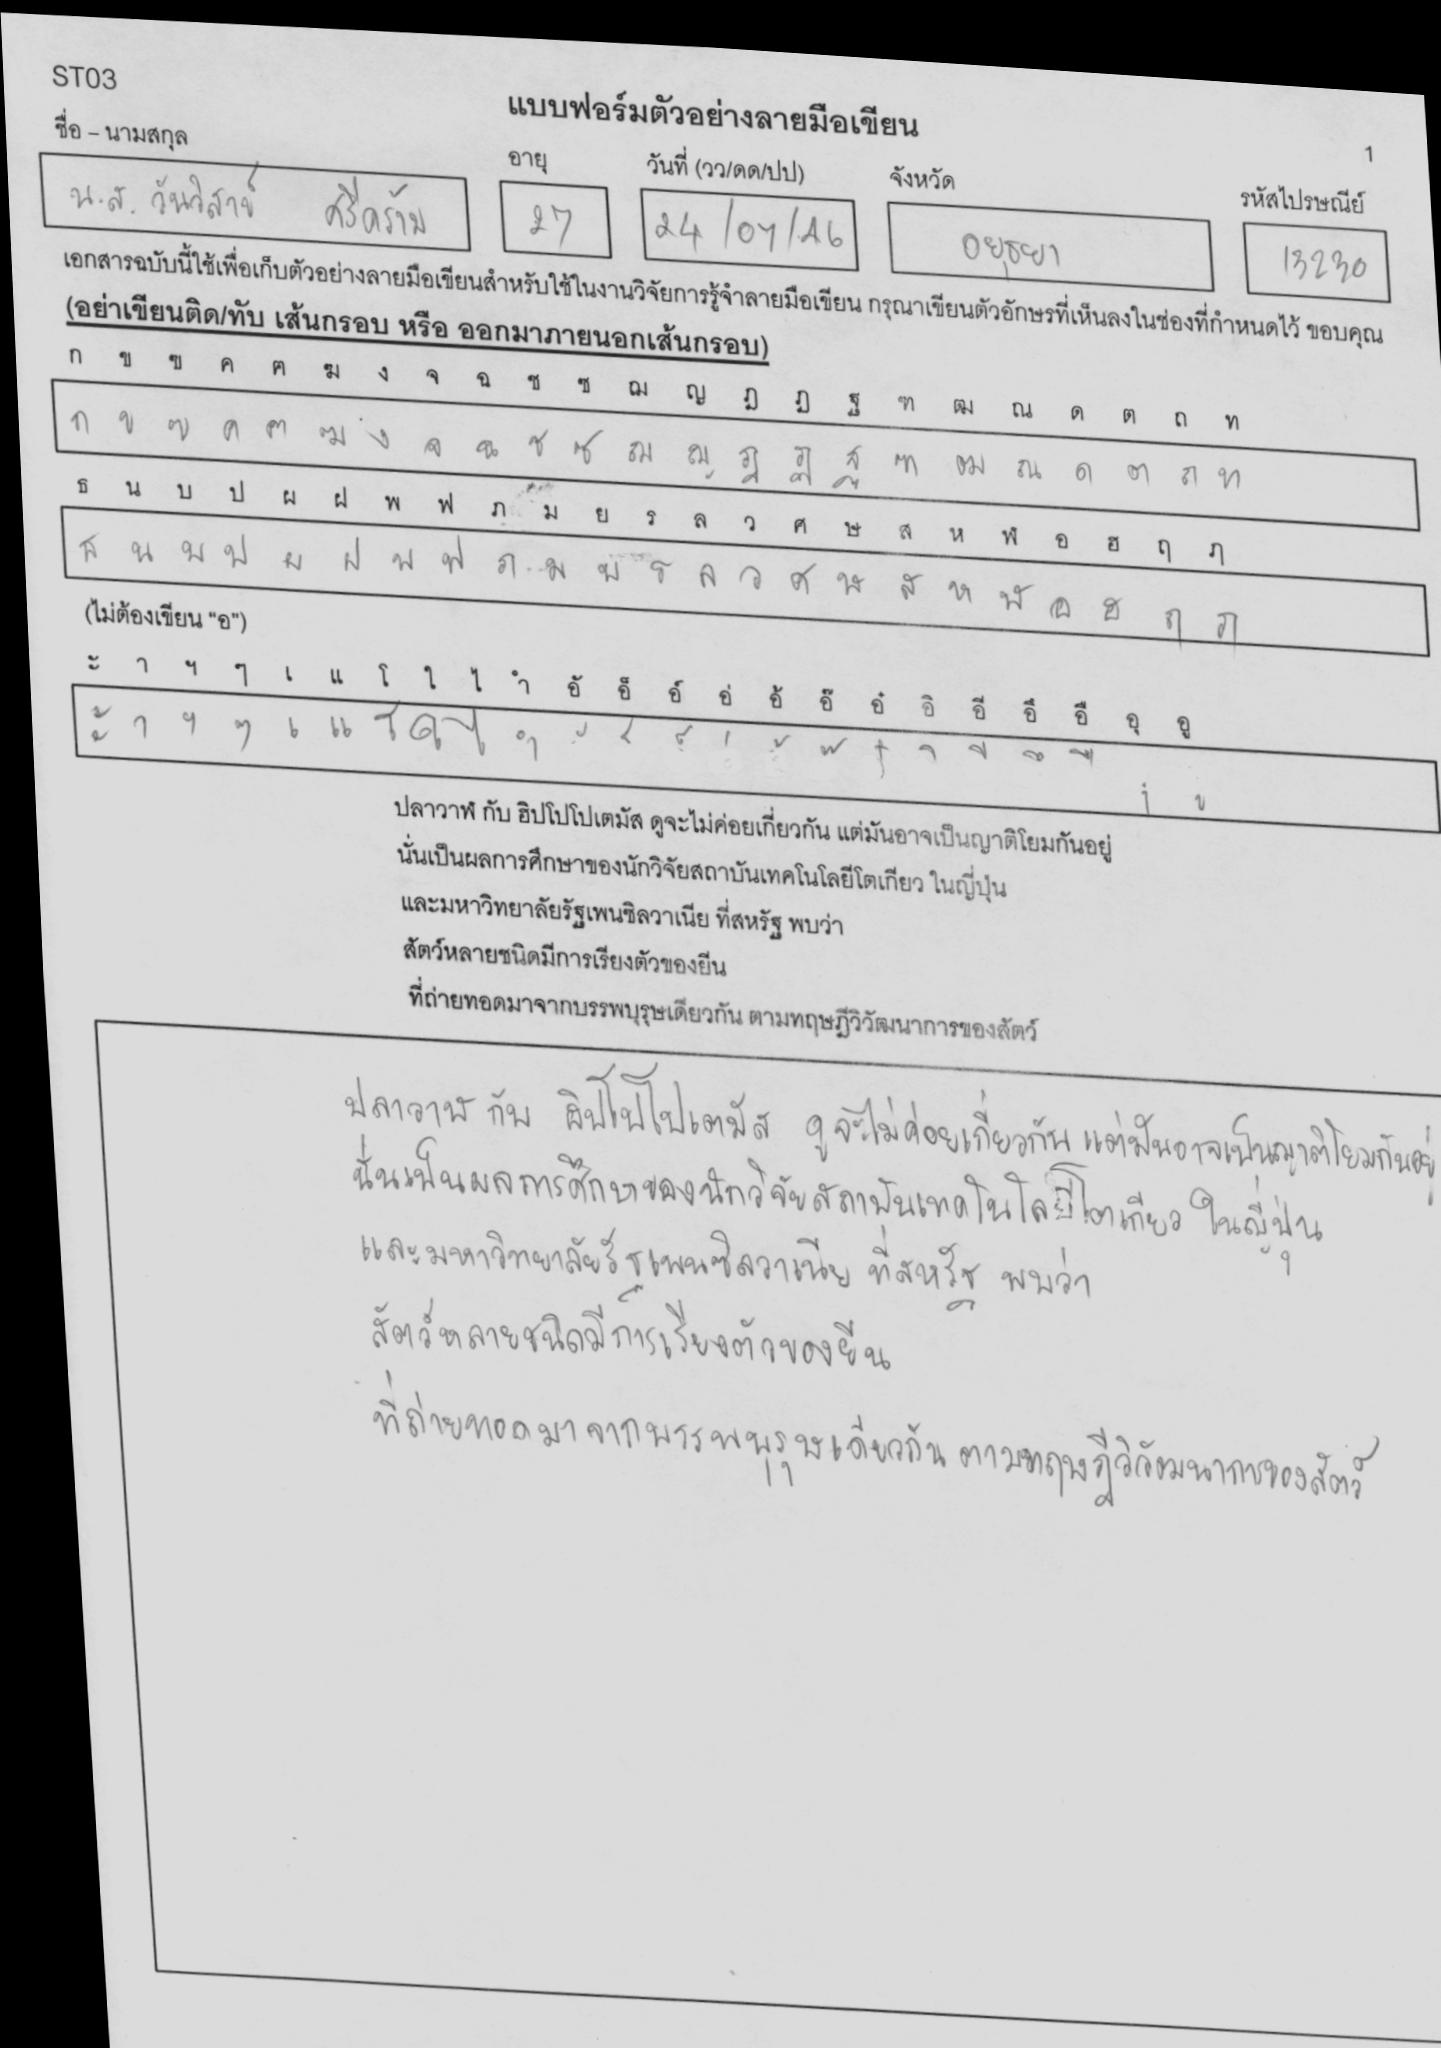 ST03
แบบฟอร์มตัวอย่างลายมือเขียน
1
ชื่อ – นามสกุล อายุ วันที่ (วว/ดด/ปป) จังหวัด รหัสไปรษณีย์
น.ส. วันวิสาข์ ศรีคร้าม 27 24/07/46 อยุธยา 13230
เอกสารฉบับนี้ใช้เพื่อเก็บตัวอย่างลายมือเขียนสำหรับใช้ในงานวิจัยการรู้จำลายมือเขียน กรุณาเขียนตัวอักษรที่เห็นลงในช่องที่กำหนดไว้ ขอบคุณ
(อย่าเขียนติด/ทับ เส้นกรอบ หรือ ออกมาภายนอกเส้นกรอบ)
ก ข ฃ ค ฅ ฆ ง จ ฉ ช ซ ฌ ญ ฎ ฏ ฐ ฑ ฒ ณ ด ต ถ ท
ก ข ฃ ค ฅ ฆ ง จ ฉ ช ซ ฌ ญ ฎ ฏ ฐ ฑ ฒ ณ ด ต ถ ท
ธ น บ ป ผ ฝ พ ฟ ภ ม ย ร ล ว ศ ษ ส ห ฬ อ ฮ ฤ ฦ
ธ น บ ป ผ ฝ พ ฟ ภ ม ย ร ล ว ศ ษ ส ห ฬ อ ฮ ฤ ฦ
(ไม่ต้องเขียน "อ")
ะ า ฯ ๆ เ แ โ ใ ไ ำ อั อ็ อ์ อ่ อ้ อ๊ อ๋ อิ อี อึ อื อุ อู
ะ า ฯ ๆ เ แ โ ใ ไ ำ ั ็ ์ ่ ้ ๊ ๋ ิ ี ึ ื ุ ู
ปลาวาฬ กับ ฮิปโปโปเตมัส ดูจะไม่ค่อยเกี่ยวกัน แต่มันอาจเป็นญาติโยมกันอยู่
นั่นเป็นผลการศึกษาของนักวิจัยสถาบันเทคโนโลยีโตเกียว ในญี่ปุ่น
และมหาวิทยาลัยรัฐเพนซิลวาเนีย ที่สหรัฐ พบว่า
สัตว์หลายชนิดมีการเรียงตัวของยีน
ที่ถ่ายทอดมาจากบรรพบุรุษเดียวกัน ตามทฤษฎีวิวัฒนาการของสัตว์
ปลาวาฬ กับ ฮิปโปโปเตมัส ดูจะไม่ค่อยเกี่ยวกัน แต่มันอาจเป็นญาติโยมกันอยู่
นั่นเป็นผลการศึกษาของนักวิจัยสถาบันเทคโนโลยีโตเกียว ในญี่ปุ่น
และมหาวิทยาลัยรัฐเพนซิลวาเนีย ที่สหรัฐ พบว่า
สัตว์หลายชนิดมีการเรียงตัวของยีน
ที่ถ่ายทอดมาจากบรรพบุรุษเดียวกัน ตามทฤษฎีวิวัฒนาการของสัตว์